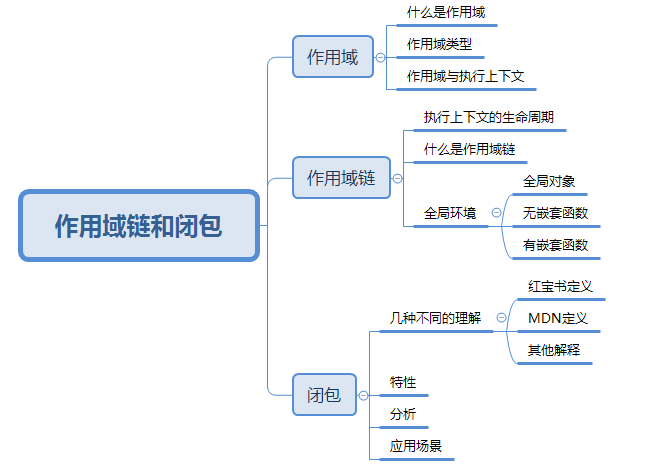 作用域链和闭包
作用域
什么是作用域
作用域类型
作用域与执行上下文
作用域链
执行上下文的生命周期
什么是作用域链
全局环境
全局对象
无嵌套函数
有嵌套函数
闭包
几种不同的理解
红宝书定义
MDN定义
其他解释
特性
分析
应用场景